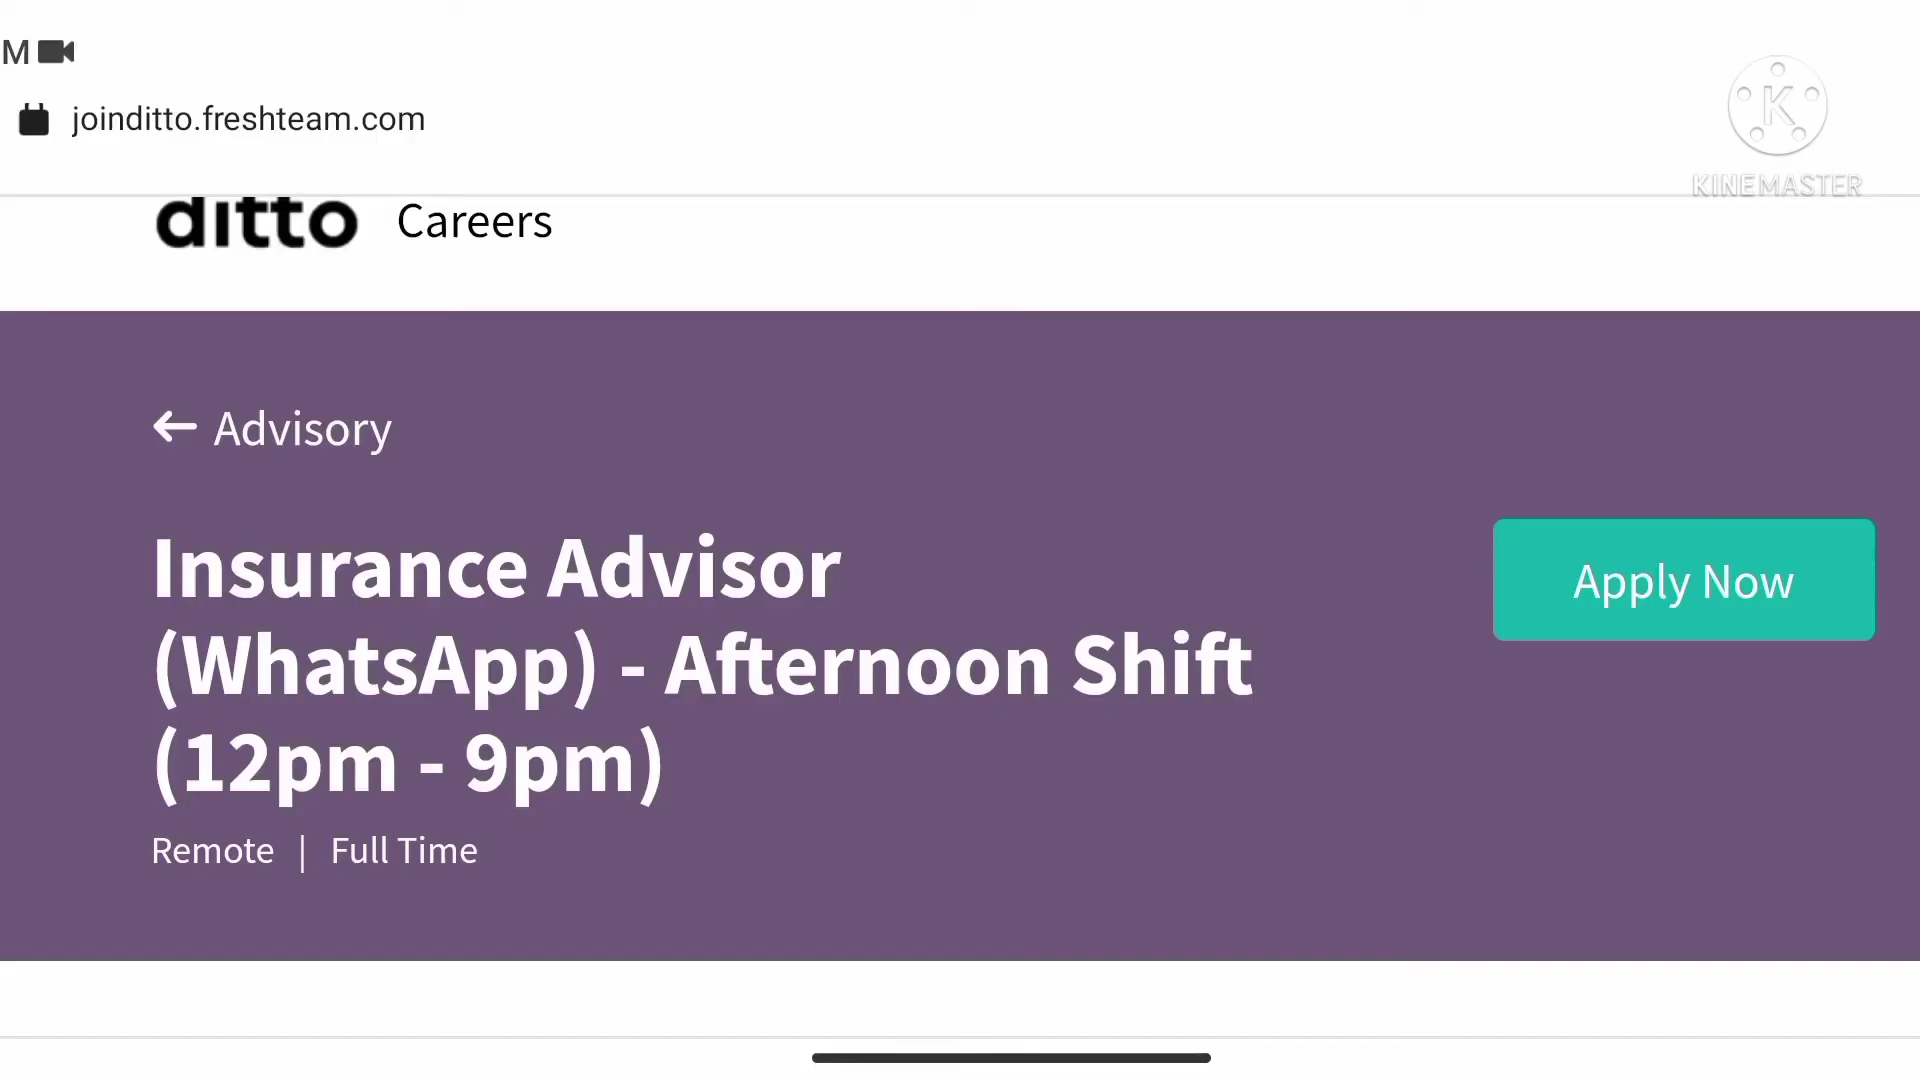 M
joinditto.freshteam.com
K
KINEMASTER
ditto Careers
← Advisory
Insurance Advisor
(WhatsApp) - Afternoon Shift
(12pm - 9pm)
Apply Now
Remote | Full Time